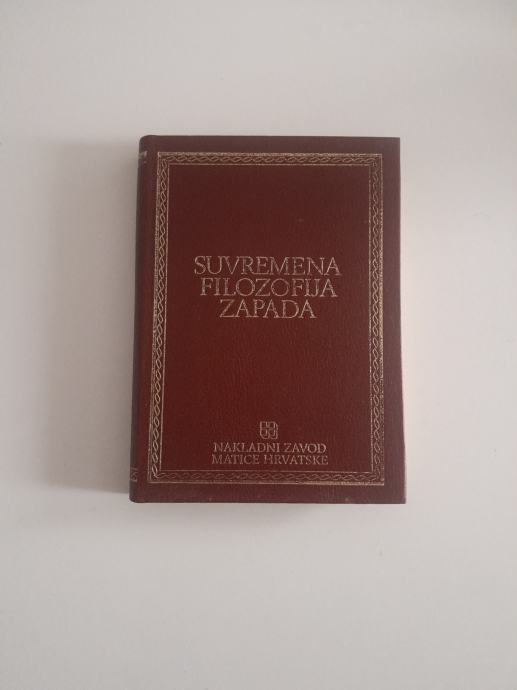 SUVREMENA
FILOZOFIJA
ZAPADA
NAKLADNI ZAVOD
MATICE HRVATSKE